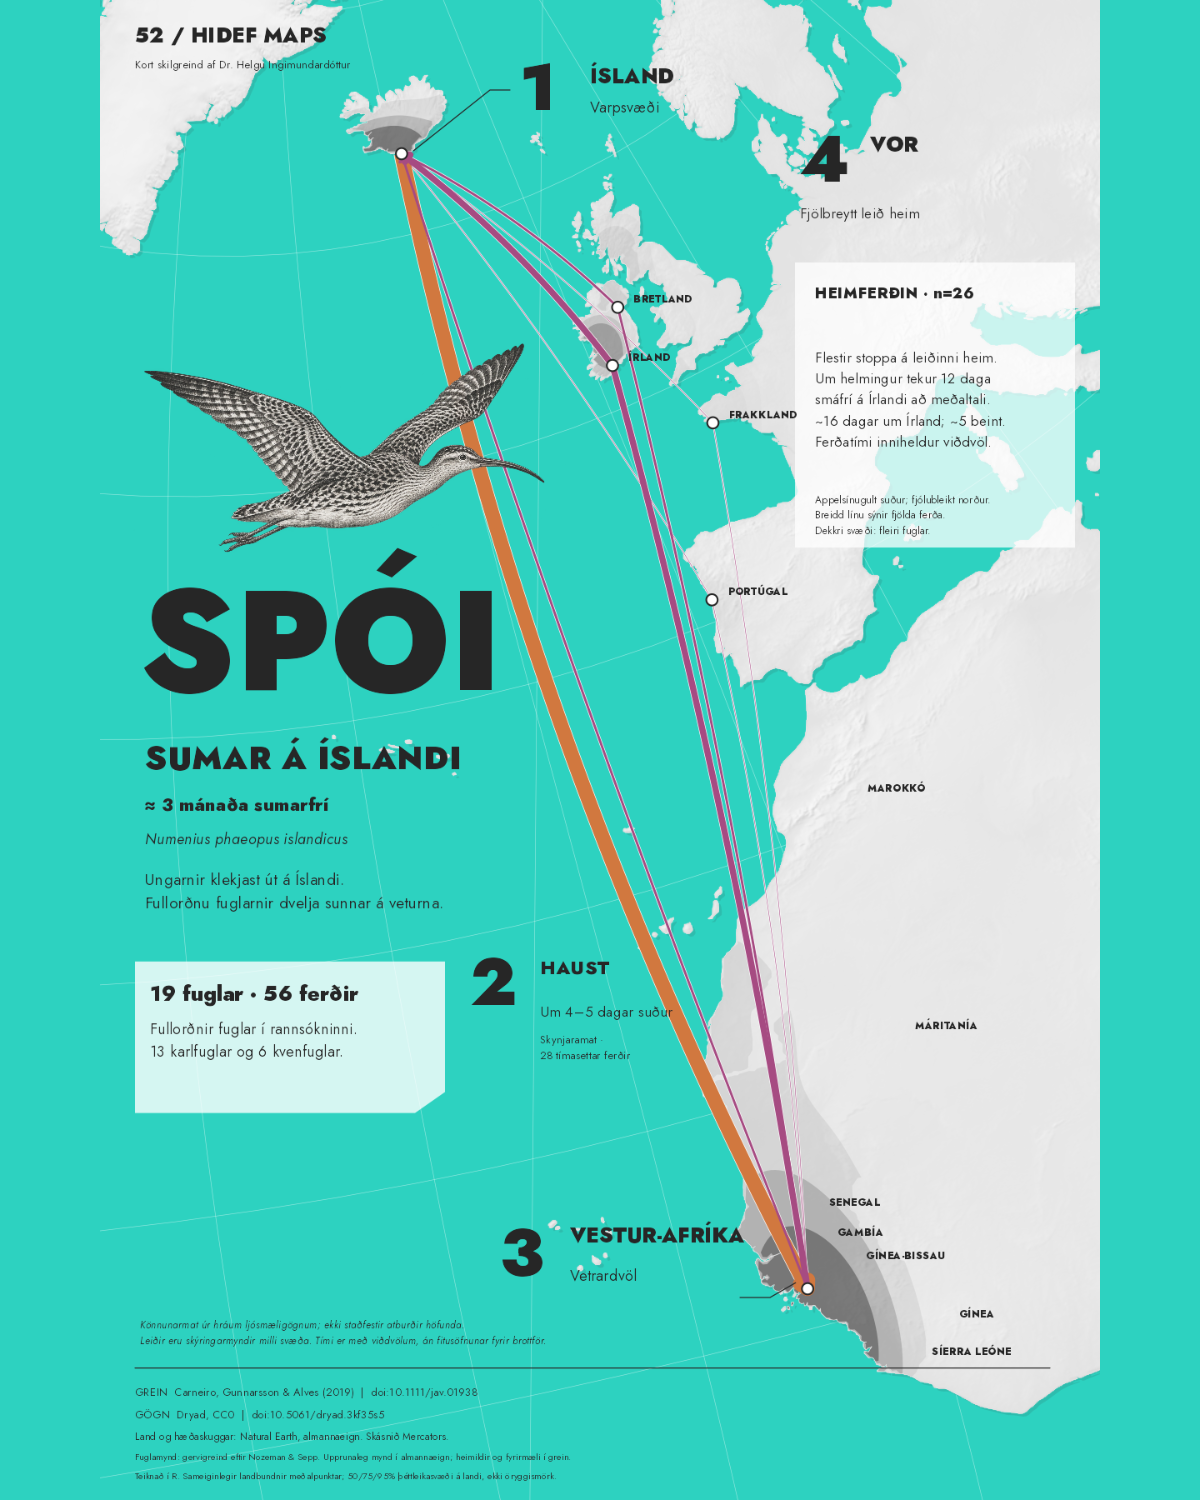 52 / HIDEF MAPS
Kort skilgreind af Dr. Helgu Ingimundardóttur
1
ÍSLAND
Varpsvæði
4
VOR
Fjölbreytt leið heim
HEIMFERÐIN · n=26
Flestir stoppa á leiðinni heim.
Um helmingur tekur 12 daga
smáfrí á Írlandi að meðaltali.
~16 dagar um Írland; ~5 beint.
Ferðatími inniheldur viðdvöl.
Appelsínugult suður; fjólubleikt norður.
Breidd línu sýnir fjölda ferða.
Dekkri svæði: fleiri fuglar.
BRETLAND
ÍRLAND
FRAKKLAND
PORTÚGAL
SPÓI
SUMAR Á ÍSLANDI
≈ 3 mánaða sumarfrí
Numenius phaeopus islandicus
Ungarnir klekjast út á Íslandi.
Fullorðnu fuglarnir dvelja sunnar á veturna.
MAROKKÓ
19 fuglar · 56 ferðir
Fullorðnir fuglar í rannsókninni.
13 karlfuglar og 6 kvenfuglar.
2
HAUST
Um 4–5 dagar suður
Skynjaramat ·
28 tímasettar ferðir
MÁRITANÍA
SENEGAL
GAMBÍA
GÍNEA-BISSAU
GÍNEA
SÍERRA LEÓNE
3
VESTUR-AFRÍKA
Vetrardvöl
Könnunarmat úr hráum ljósmæligögnum; ekki staðfestir atburðir höfunda.
Leiðir eru skýringarmyndir milli svæða. Tími er með viðdvölum, án fitusöfnunar fyrir brottför.
GREIN Carneiro, Gunnarsson & Alves (2019) | doi:10.1111/jav.01938
GÖGN Dryad, CC0 | doi:10.5061/dryad.3kf35s5
Land og hæðaskuggar: Natural Earth, almannaeign. Skásnið Mercators.
Fuglamynd: gervigreind eftir Nozeman & Sepp. Upprunaleg mynd í almannaeign; heimildir og fyrirmæli í grein.
Teiknað í R. Sameiginlegir landbundnir meðalpunktar; 50/75/95% þéttleikasvæði á landi, ekki öryggismörk.